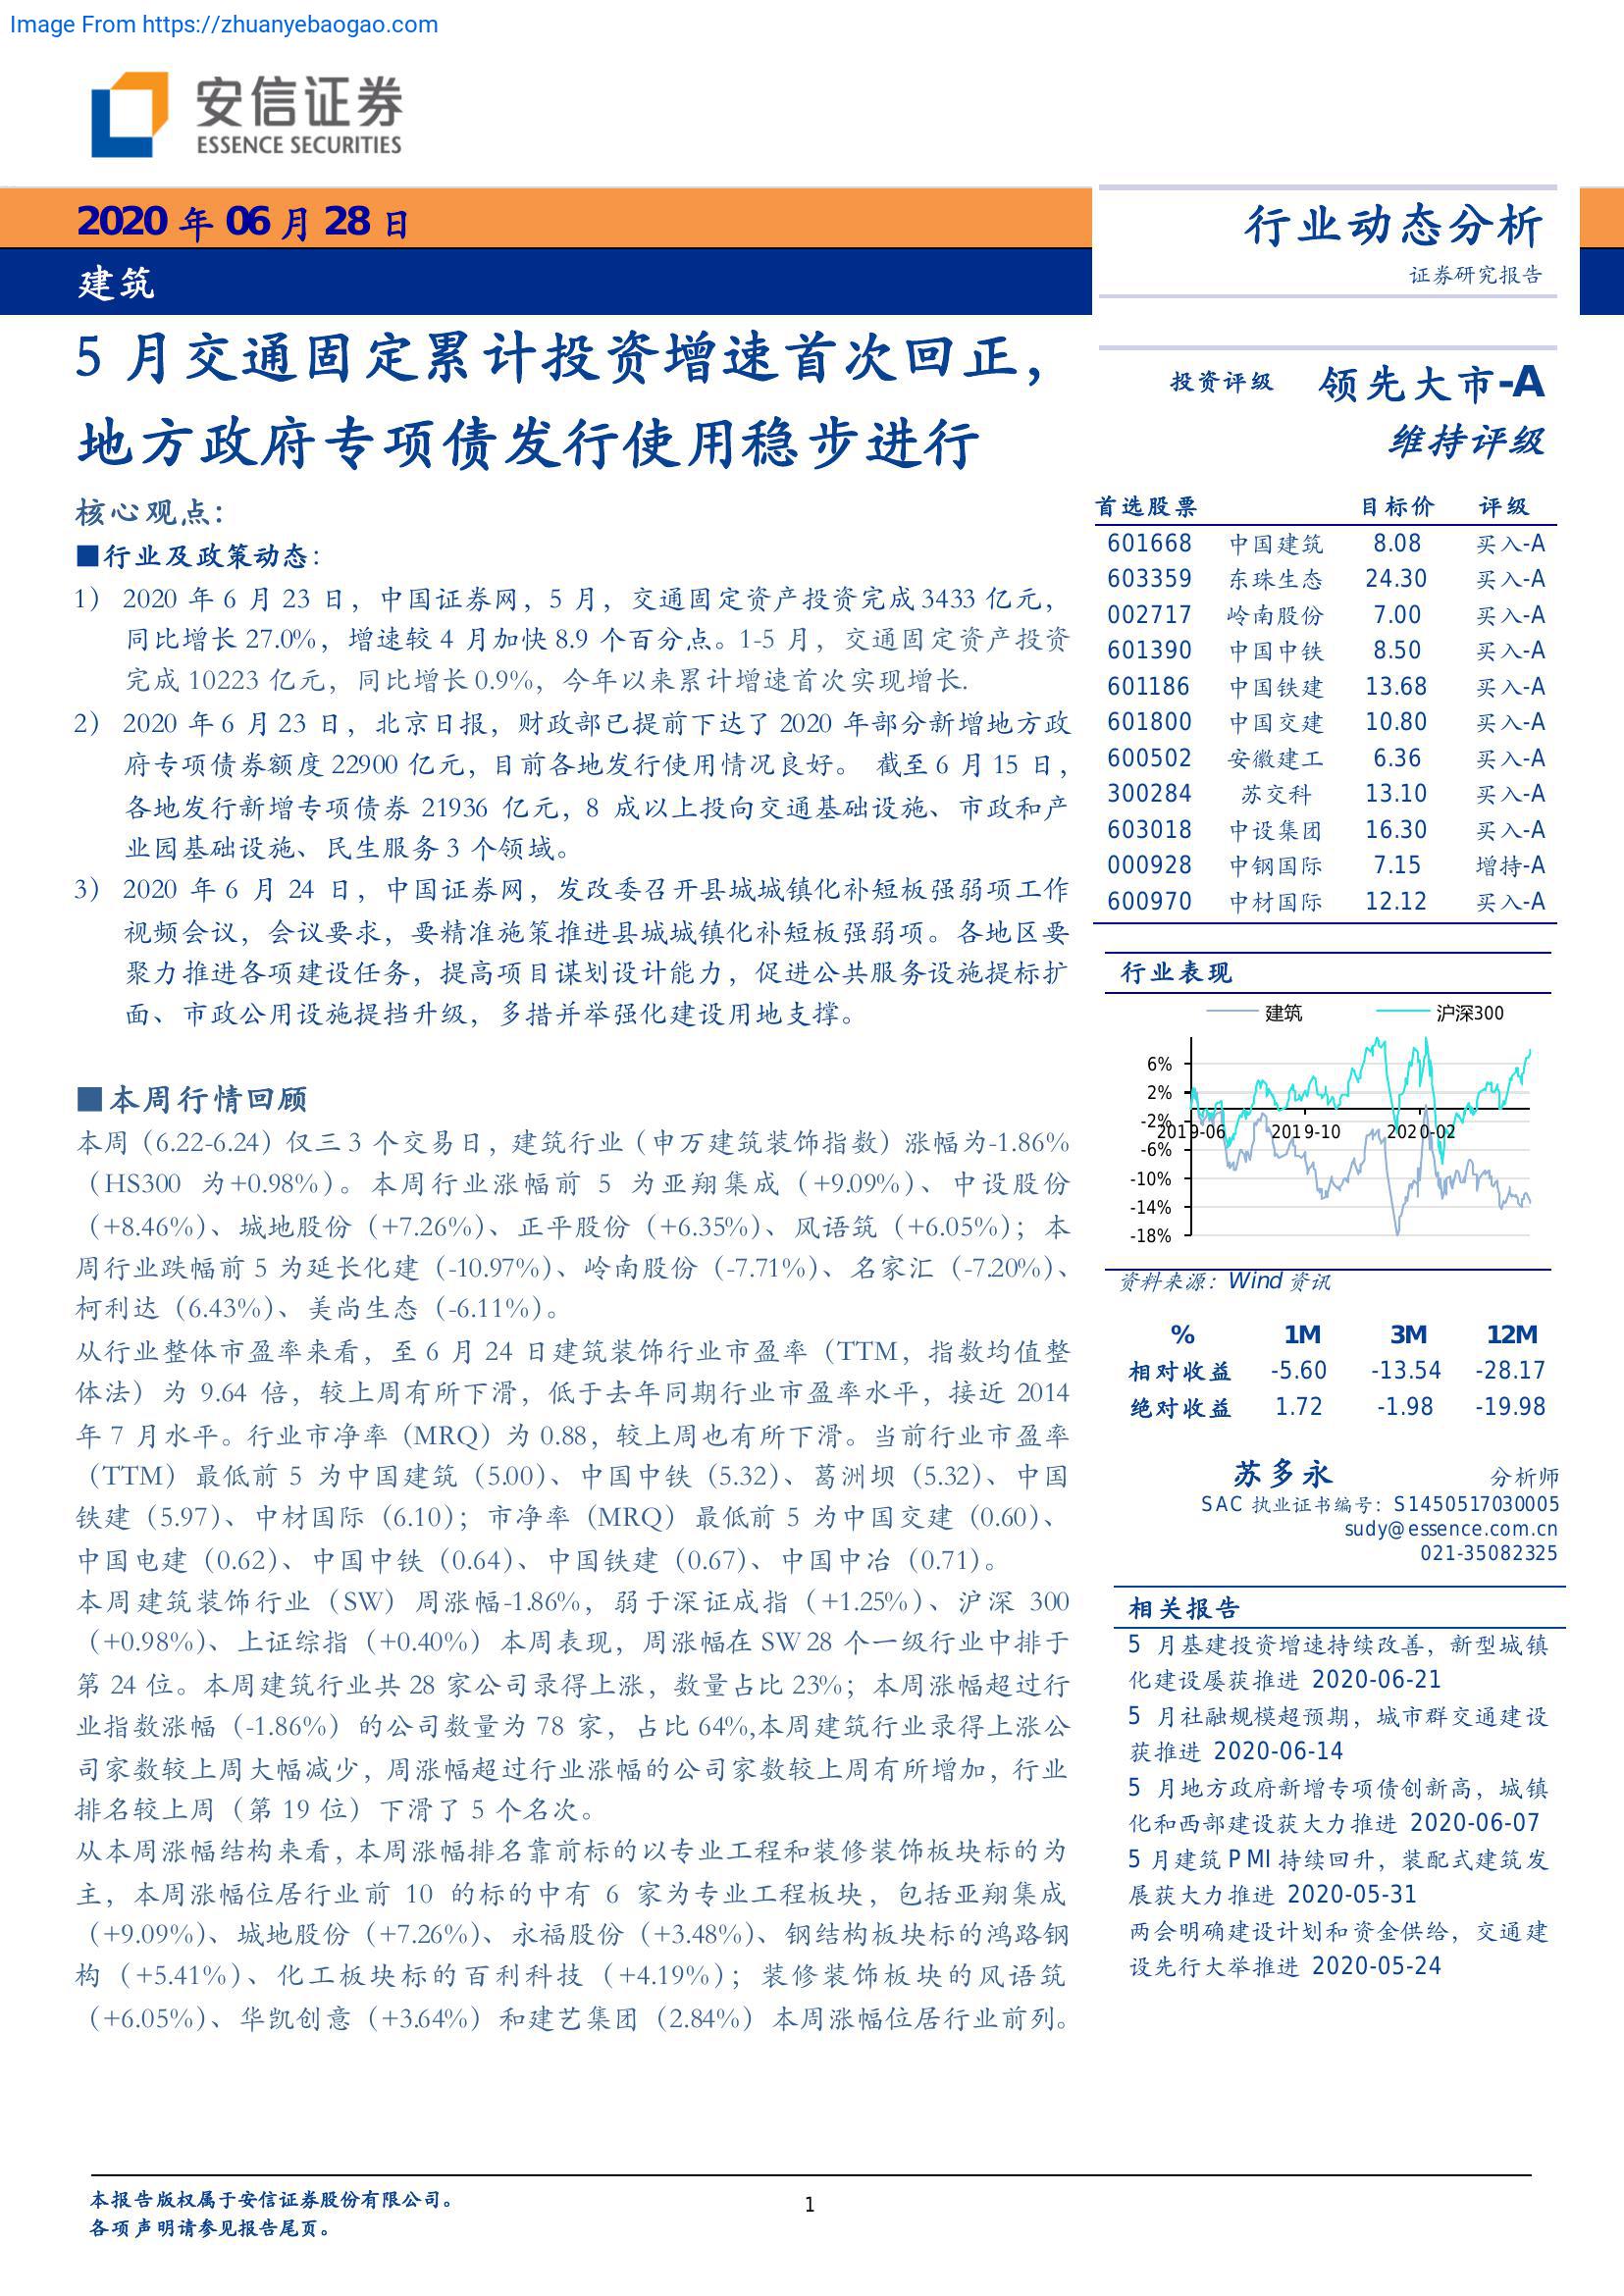 Image From https://zhuanyebaogao.com
安信证券
ESSENCE SECURITIES
2020 年 06 月 28 日
建筑
行业动态分析
证券研究报告
5 月交通固定累计投资增速首次回正，
地方政府专项债发行使用稳步进行
核心观点：
■行业及政策动态：
1） 2020 年 6 月 23 日，中国证券网，5 月，交通固定资产投资完成 3433 亿元，
同比增长 27.0%，增速较 4 月加快 8.9 个百分点。1-5 月，交通固定资产投资
完成 10223 亿元，同比增长 0.9%，今年以来累计增速首次实现增长.
2） 2020 年 6 月 23 日，北京日报，财政部已提前下达了 2020 年部分新增地方政
府专项债券额度 22900 亿元，目前各地发行使用情况良好。 截至 6 月 15 日，
各地发行新增专项债券 21936 亿元，8 成以上投向交通基础设施、市政和产
业园基础设施、民生服务 3 个领域。
3） 2020 年 6 月 24 日，中国证券网，发改委召开县城城镇化补短板强弱项工作
视频会议，会议要求，要精准施策推进县城城镇化补短板强弱项。各地区要
聚力推进各项建设任务，提高项目谋划设计能力，促进公共服务设施提标扩
面、市政公用设施提挡升级，多措并举强化建设用地支撑。
■本周行情回顾
本周（6.22-6.24）仅三 3 个交易日，建筑行业（申万建筑装饰指数）涨幅为-1.86%
（HS300 为+0.98%）。本周行业涨幅前 5 为亚翔集成（+9.09%）、中设股份
（+8.46%）、城地股份（+7.26%）、正平股份（+6.35%）、风语筑（+6.05%）；本
周行业跌幅前 5 为延长化建（-10.97%）、岭南股份（-7.71%）、名家汇（-7.20%）、
柯利达（6.43%）、美尚生态（-6.11%）。
从行业整体市盈率来看，至 6 月 24 日建筑装饰行业市盈率（TTM，指数均值整
体法）为 9.64 倍，较上周有所下滑，低于去年同期行业市盈率水平，接近 2014
年 7 月水平。行业市净率（MRQ）为 0.88，较上周也有所下滑。当前行业市盈率
（TTM）最低前 5 为中国建筑（5.00）、中国中铁（5.32）、葛洲坝（5.32）、中国
铁建（5.97）、中材国际（6.10）；市净率（MRQ）最低前 5 为中国交建（0.60）、
中国电建（0.62）、中国中铁（0.64）、中国铁建（0.67）、中国中冶（0.71）。
本周建筑装饰行业（SW）周涨幅-1.86%，弱于深证成指（+1.25%）、沪深 300
（+0.98%）、上证综指（+0.40%）本周表现，周涨幅在 SW 28 个一级行业中排于
第 24 位。本周建筑行业共 28 家公司录得上涨，数量占比 23%；本周涨幅超过行
业指数涨幅（-1.86%）的公司数量为 78 家，占比 64%,本周建筑行业录得上涨公
司家数较上周大幅减少，周涨幅超过行业涨幅的公司家数较上周有所增加，行业
排名较上周（第 19 位）下滑了 5 个名次。
从本周涨幅结构来看，本周涨幅排名靠前标的以专业工程和装修装饰板块标的为
主，本周涨幅位居行业前 10 的标的中有 6 家为专业工程板块，包括亚翔集成
（+9.09%）、城地股份（+7.26%）、永福股份（+3.48%）、钢结构板块标的鸿路钢
构（+5.41%）、化工板块标的百利科技（+4.19%）；装修装饰板块的风语筑
（+6.05%）、华凯创意（+3.64%）和建艺集团（2.84%）本周涨幅位居行业前列。
投资评级 领先大市-A
维持评级
首选股票 目标价 评级
601668 中国建筑 8.08 买入-A
603359 东珠生态 24.30 买入-A
002717 岭南股份 7.00 买入-A
601390 中国中铁 8.50 买入-A
601186 中国铁建 13.68 买入-A
601800 中国交建 10.80 买入-A
600502 安徽建工 6.36 买入-A
300284 苏交科 13.10 买入-A
603018 中设集团 16.30 买入-A
000928 中钢国际 7.15 增持-A
600970 中材国际 12.12 买入-A
行业表现
建筑 沪深300
6%
2%
-2%
2019-06 2019-10 2020-02
-6%
-10%
-14%
-18%
资料来源：Wind 资讯
% 1M 3M 12M
相对收益 -5.60 -13.54 -28.17
绝对收益 1.72 -1.98 -19.98
苏多永 分析师
SAC 执业证书编号：S1450517030005
sudy@essence.com.cn
021-35082325
相关报告
5 月基建投资增速持续改善，新型城镇
化建设屡获推进 2020-06-21
5 月社融规模超预期，城市群交通建设
获推进 2020-06-14
5 月地方政府新增专项债创新高，城镇
化和西部建设获大力推进 2020-06-07
5 月建筑 PMI 持续回升，装配式建筑发
展获大力推进 2020-05-31
两会明确建设计划和资金供给，交通建
设先行大举推进 2020-05-24
本报告版权属于安信证券股份有限公司。
各项声明请参见报告尾页。
1